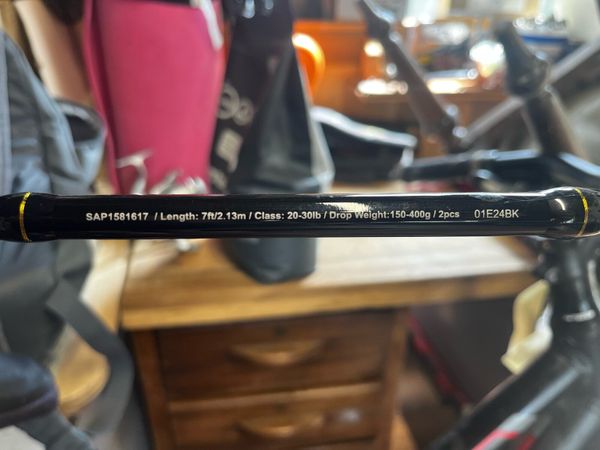 SAP1581617 / Length: 7ft/2.13m / Class: 20-30lb / Drop Weight:150-400g / 2pcs 01E24BK